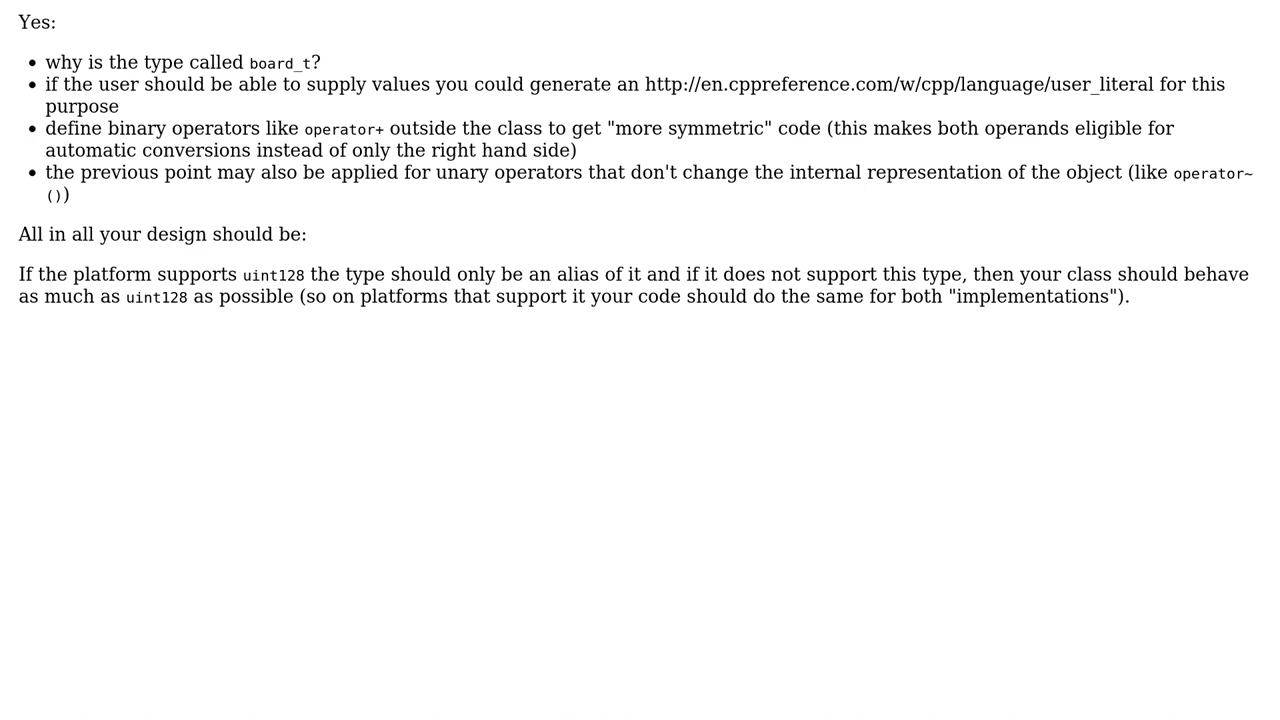 Yes:
• why is the type called board_t?
• if the user should be able to supply values you could generate an http://en.cppreference.com/w/cpp/language/user_literal for this
purpose
• define binary operators like operator+ outside the class to get "more symmetric" code (this makes both operands eligible for
automatic conversions instead of only the right hand side)
• the previous point may also be applied for unary operators that don't change the internal representation of the object (like operator~
())
All in all your design should be:
If the platform supports uint128 the type should only be an alias of it and if it does not support this type, then your class should behave
as much as uint128 as possible (so on platforms that support it your code should do the same for both "implementations").